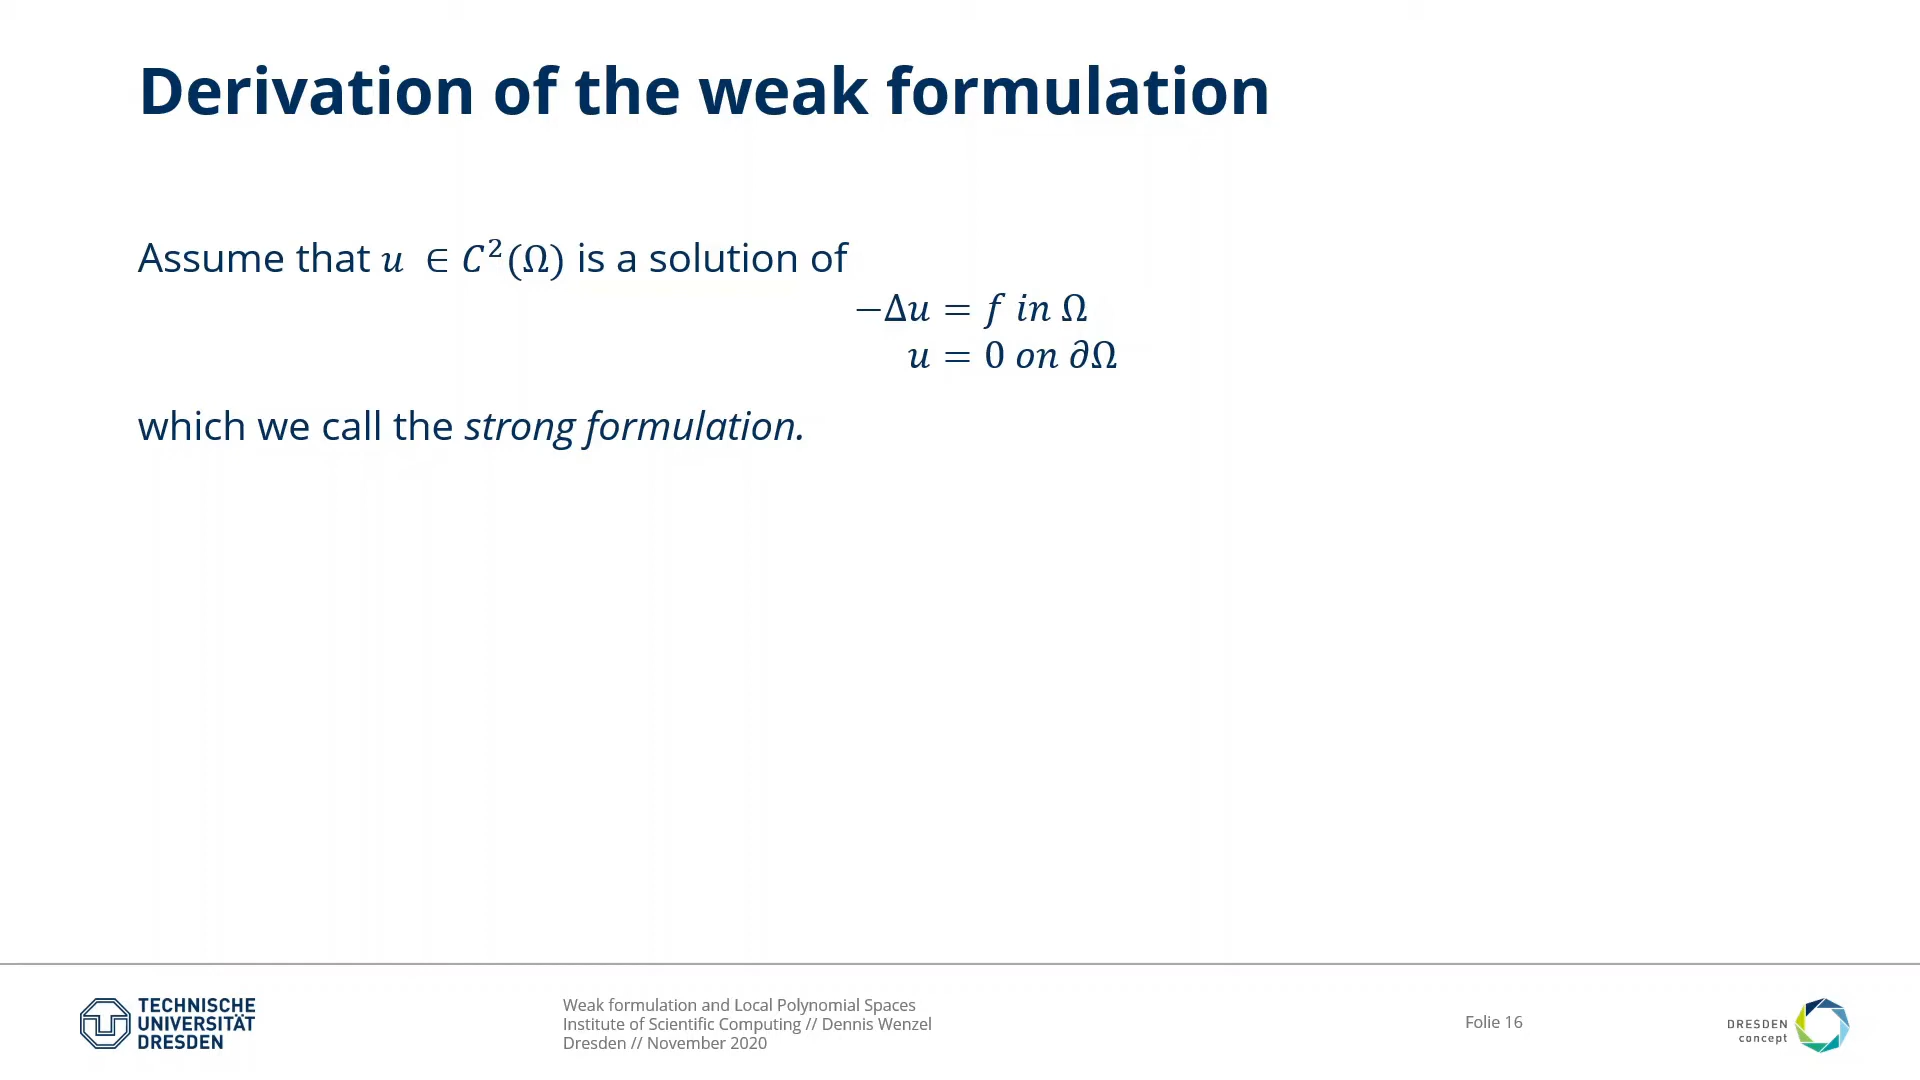 Derivation of the weak formulation
Assume that u ∈ C²(Ω) is a solution of
−Δu = f in Ω
u = 0 on ∂Ω
which we call the strong formulation.
TECHNISCHE
UNIVERSITÄT
DRESDEN
Weak formulation and Local Polynomial Spaces
Institute of Scientific Computing // Dennis Wenzel
Dresden // November 2020
Folie 16
DRESDEN
concept